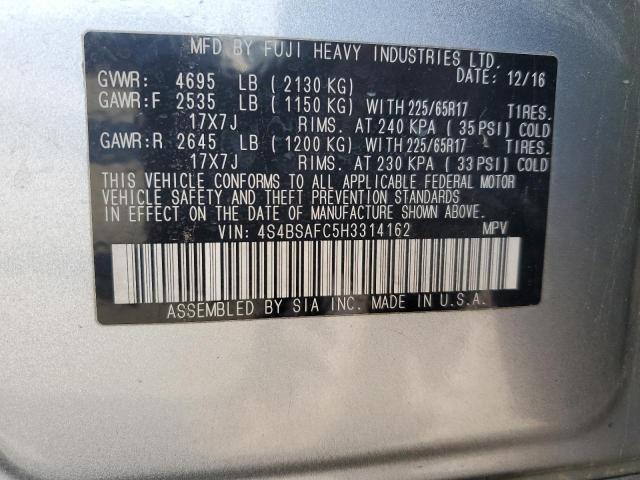 MFD BY FUJI HEAVY INDUSTRIES LTD.
DATE: 12/16
GVWR: 4695 LB (2130 KG)
GAWR:F 2535 LB (1150 KG) WITH 225/65R17 TIRES.
17X7J RIMS. AT 240 KPA (35 PSI) COLD
GAWR:R 2645 LB (1200 KG) WITH 225/65R17 TIRES.
17X7J RIMS. AT 230 KPA (33 PSI) COLD
THIS VEHICLE CONFORMS TO ALL APPLICABLE FEDERAL MOTOR
VEHICLE SAFETY AND THEFT PREVENTION STANDARDS
IN EFFECT ON THE DATE OF MANUFACTURE SHOWN ABOVE.
VIN: 4S4BSAFC5H3314162 MPV
ASSEMBLED BY SIA INC. MADE IN U.S.A.